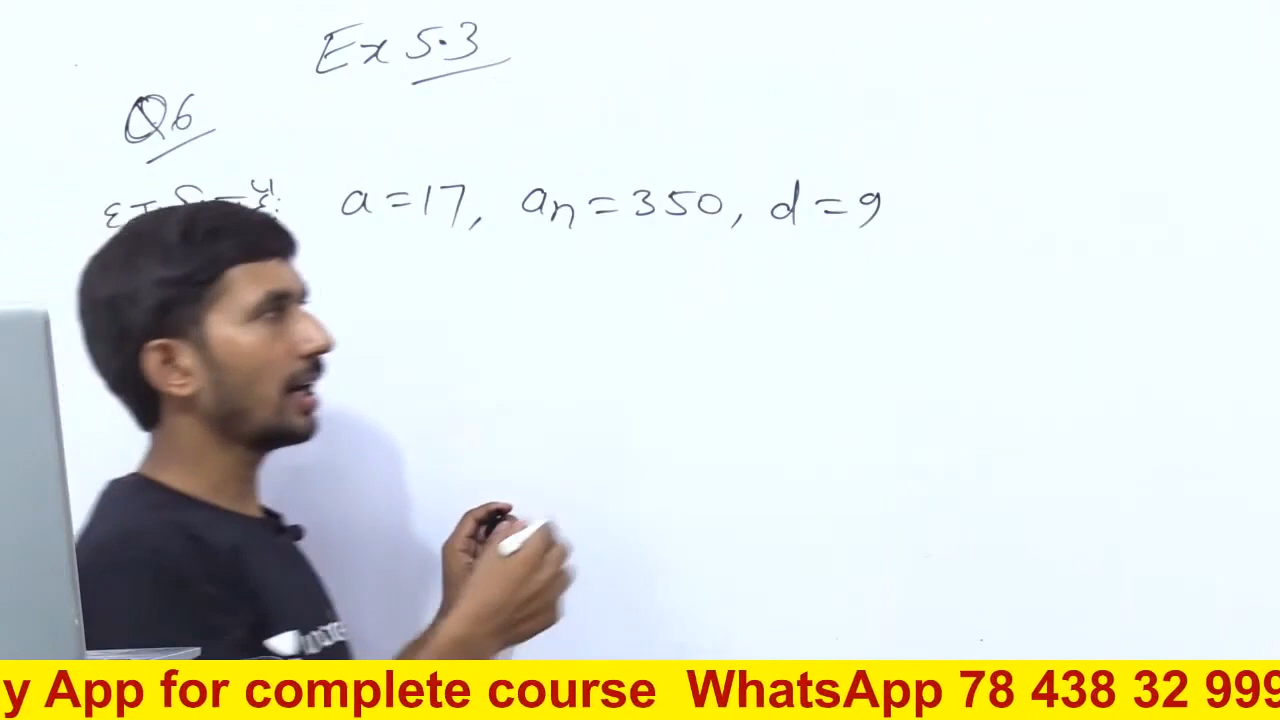 Ex 5.3
Q6
a = 17, an = 350, d = 9
y App for complete course WhatsApp 78 438 32 999